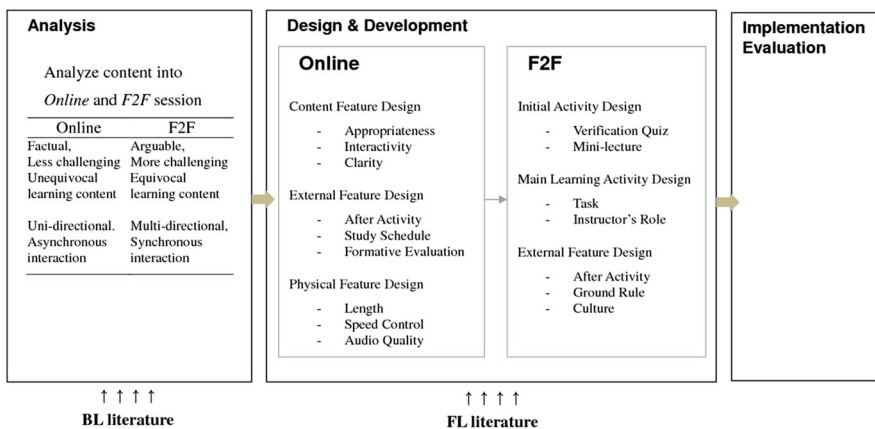 Analysis
Analyze content into
Online and F2F session
Online F2F
Factual, Arguable,
Less challenging More challenging
Unequivocal Equivocal
learning content learning content
Uni-directional. Multi-directional,
Asynchronous Synchronous
interaction interaction
Design & Development
Online
Content Feature Design
- Appropriateness
- Interactivity
- Clarity
External Feature Design
- After Activity
- Study Schedule
- Formative Evaluation
Physical Feature Design
- Length
- Speed Control
- Audio Quality
F2F
Initial Activity Design
- Verification Quiz
- Mini-lecture
Main Learning Activity Design
- Task
- Instructor's Role
External Feature Design
- After Activity
- Ground Rule
- Culture
Implementation
Evaluation
BL literature
FL literature